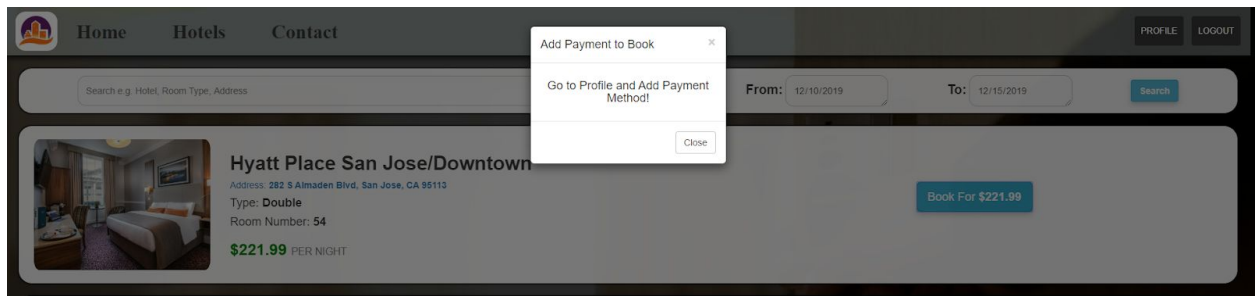 Home Hotels Contact
PROFILE LOGOUT
Add Payment to Book ×
Go to Profile and Add Payment
Method!
Close
Search e.g. Hotel, Room Type, Address
From: 12/10/2019 To: 12/15/2019 Search
Hyatt Place San Jose/Downtown
Address: 282 S Almaden Blvd, San Jose, CA 95113
Type: Double
Room Number: 54
$221.99 PER NIGHT
Book For $221.99